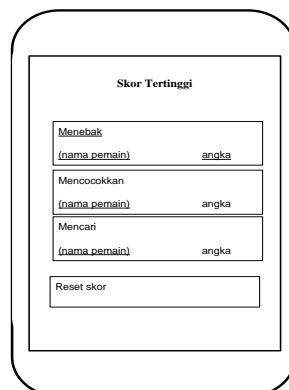 Skor Tertinggi
Menebak
(nama pemain) angka
Mencocokkan
(nama pemain) angka
Mencari
(nama pemain) angka
Reset skor